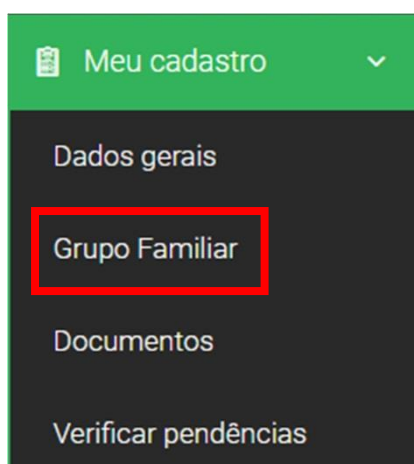 Meu cadastro
Dados gerais
Grupo Familiar
Documentos
Verificar pendências